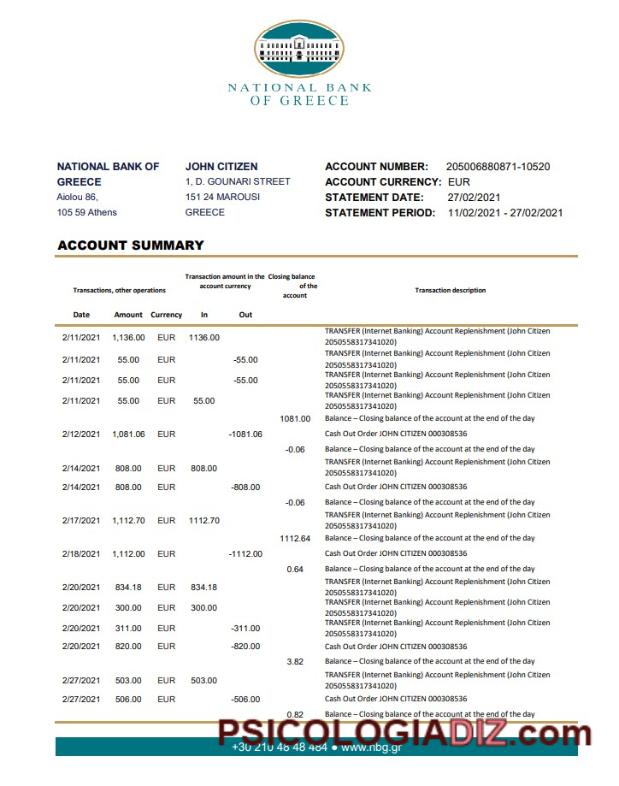 NATIONAL BANK
OF GREECE
NATIONAL BANK OF GREECE
Aiolou 86,
105 59 Athens
JOHN CITIZEN
1, D. GOUNARI STREET
151 24 MAROUSI
GREECE
ACCOUNT NUMBER: 205006880871-10520
ACCOUNT CURRENCY: EUR
STATEMENT DATE: 27/02/2021
STATEMENT PERIOD: 11/02/2021 - 27/02/2021
ACCOUNT SUMMARY
Transactions, other operations
Transaction amount in the account currency
Closing balance of the account
Transaction description
Date Amount Currency In Out
2/11/2021 1,136.00 EUR 1136.00 TRANSFER (Internet Banking) Account Replenishment (John Citizen 2050558317341020)
2/11/2021 55.00 EUR -55.00 TRANSFER (Internet Banking) Account Replenishment (John Citizen 2050558317341020)
2/11/2021 55.00 EUR -55.00 TRANSFER (Internet Banking) Account Replenishment (John Citizen 2050558317341020)
2/11/2021 55.00 EUR 55.00 TRANSFER (Internet Banking) Account Replenishment (John Citizen 2050558317341020)
1081.00 Balance – Closing balance of the account at the end of the day
2/12/2021 1,081.06 EUR -1081.06 Cash Out Order JOHN CITIZEN 000308536
-0.06 Balance – Closing balance of the account at the end of the day
2/14/2021 808.00 EUR 808.00 TRANSFER (Internet Banking) Account Replenishment (John Citizen 2050558317341020)
2/14/2021 808.00 EUR -808.00 Cash Out Order JOHN CITIZEN 000308536
-0.06 Balance – Closing balance of the account at the end of the day
2/17/2021 1,112.70 EUR 1112.70 TRANSFER (Internet Banking) Account Replenishment (John Citizen 2050558317341020)
1112.64 Balance – Closing balance of the account at the end of the day
2/18/2021 1,112.00 EUR -1112.00 Cash Out Order JOHN CITIZEN 000308536
0.64 Balance – Closing balance of the account at the end of the day
2/20/2021 834.18 EUR 834.18 TRANSFER (Internet Banking) Account Replenishment (John Citizen 2050558317341020)
2/20/2021 300.00 EUR 300.00 TRANSFER (Internet Banking) Account Replenishment (John Citizen 2050558317341020)
2/20/2021 311.00 EUR -311.00 TRANSFER (Internet Banking) Account Replenishment (John Citizen 2050558317341020)
2/20/2021 820.00 EUR -820.00 Cash Out Order JOHN CITIZEN 000308536
3.82 Balance – Closing balance of the account at the end of the day
2/27/2021 503.00 EUR 503.00 TRANSFER (Internet Banking) Account Replenishment (John Citizen 2050558317341020)
2/27/2021 506.00 EUR -506.00 Cash Out Order JOHN CITIZEN 000308536
0.82 Balance – Closing balance of the account at the end of the day
PSICOLOGIADIZ.com
+30 210 48 48 484 ● www.nbg.gr